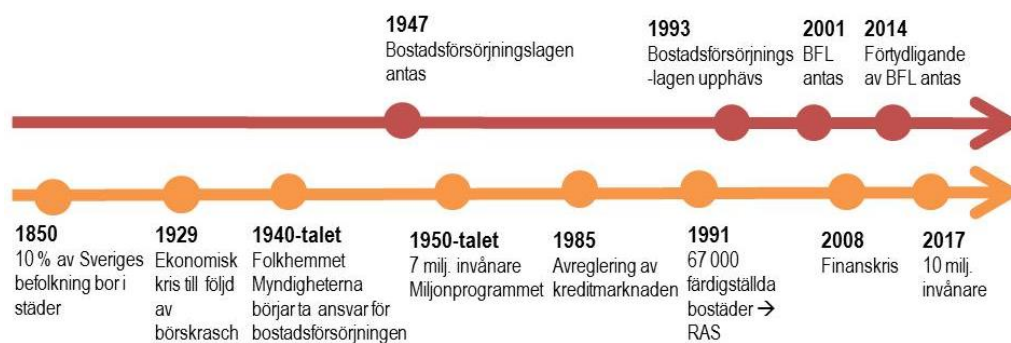 1947
Bostadsförsörjningslagen
antas
1993
Bostadsförsörjnings
-lagen upphävs
2001
BFL
antas
2014
Förtydligande
av BFL antas
1850
10 % av Sveriges
befolkning bor i
städer
1929
Ekonomisk
kris till följd
av
börskrasch
1940-talet
Folkhemmet
Myndigheterna
börjar ta ansvar för
bostadsförsörjningen
1950-talet
7 milj. invånare
Miljonprogrammet
1985
Avreglering av
kreditmarknaden
1991
67 000
färdigställda
bostäder →
RAS
2008
Finanskris
2017
10 milj.
invånare